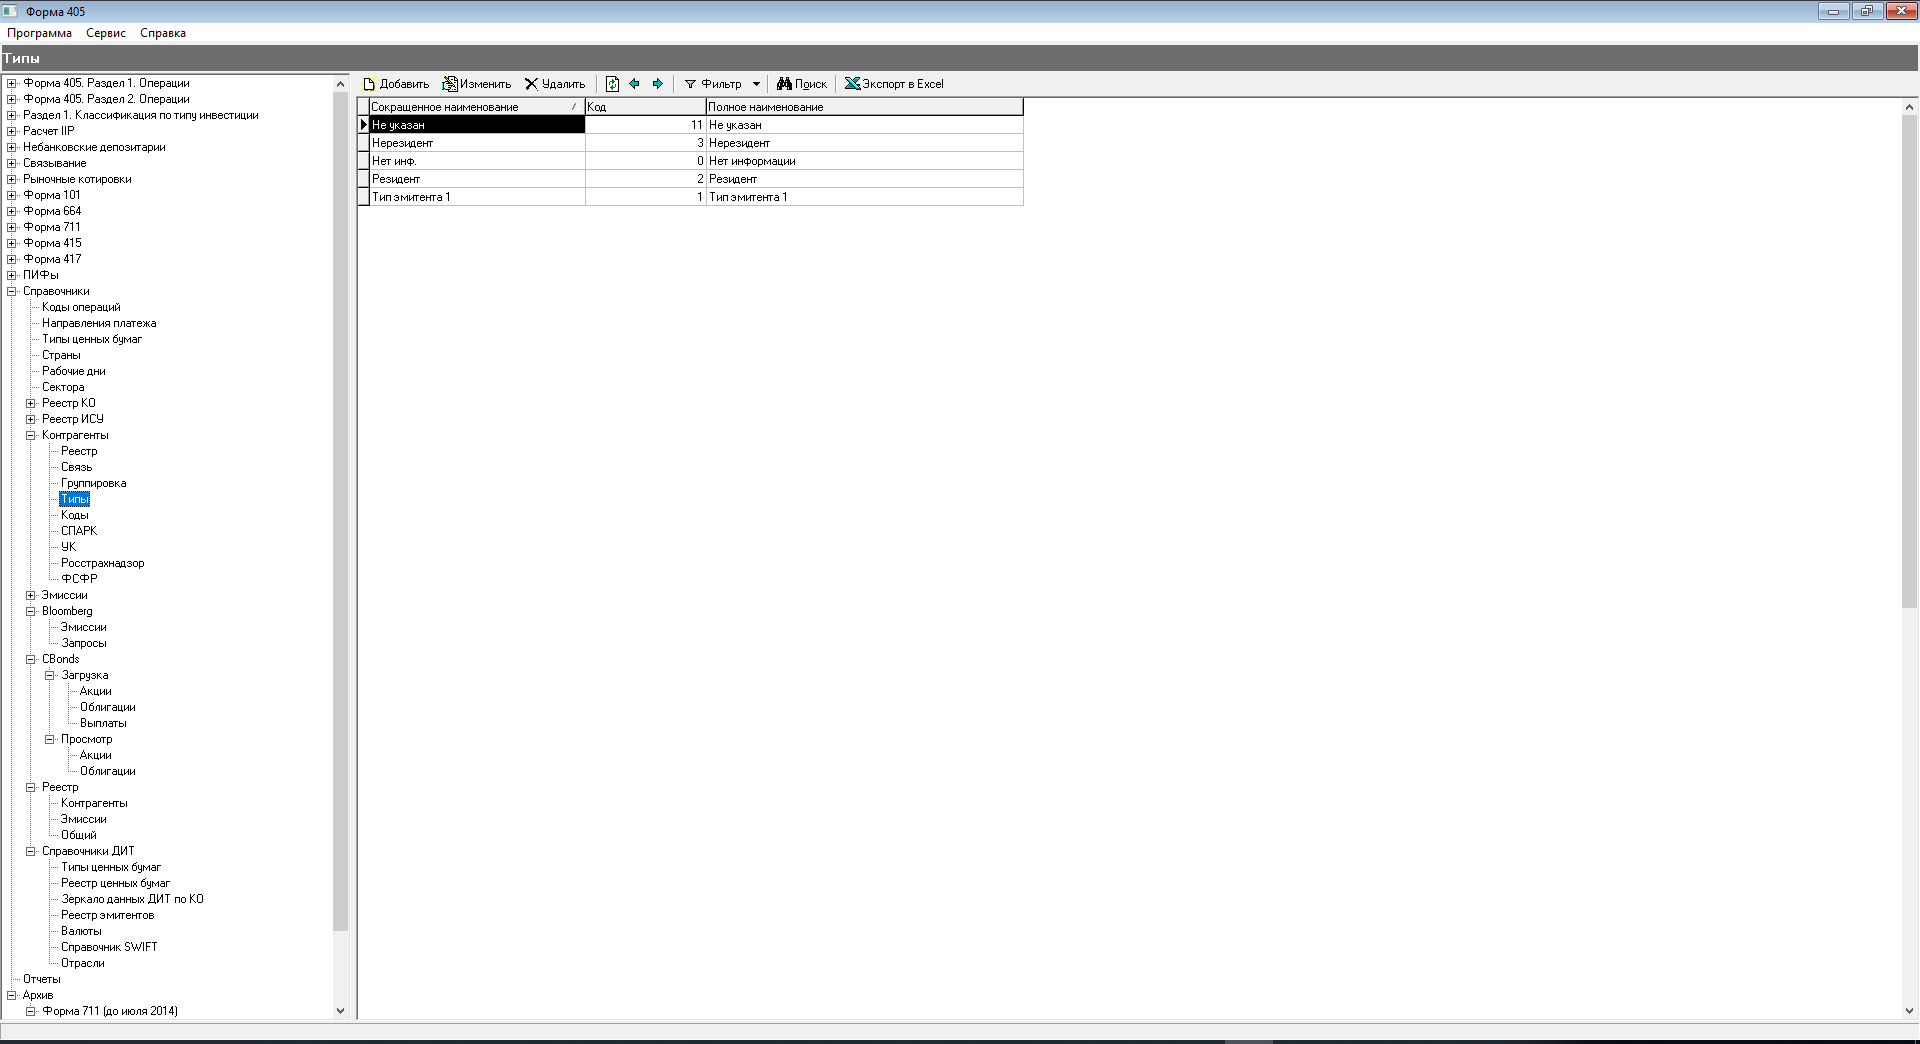 Форма 405
Программа Сервис Справка
Типы
Форма 405. Раздел 1. Операции
Форма 405. Раздел 2. Операции
Раздел 1. Классификация по типу инвестиции
Расчет IIP
Небанковские депозитарии
Связывание
Рыночные котировки
Форма 101
Форма 664
Форма 711
Форма 415
Форма 417
ПИФы
Справочники
Коды операций
Направления платежа
Типы ценных бумаг
Страны
Рабочие дни
Сектора
Реестр КО
Реестр ИСУ
Контрагенты
Реестр
Связь
Группировка
Типы
Коды
СПАРК
УК
Росстрахнадзор
ФСФР
Эмиссии
Bloomberg
Эмиссии
Запросы
CBonds
Загрузка
Акции
Облигации
Выплаты
Просмотр
Акции
Облигации
Реестр
Контрагенты
Эмиссии
Общий
Справочники ДИТ
Типы ценных бумаг
Реестр ценных бумаг
Зеркало данных ДИТ по КО
Реестр эмитентов
Валюты
Справочник SWIFT
Отрасли
Отчеты
Архив
Форма 711 (до июля 2014)
Добавить Изменить Удалить Фильтр Поиск Экспорт в Excel
Сокращенное наименование Код Полное наименование
Не указан 11 Не указан
Нерезидент 3 Нерезидент
Нет инф. 0 Нет информации
Резидент 2 Резидент
Тип эмитента 1 1 Тип эмитента 1